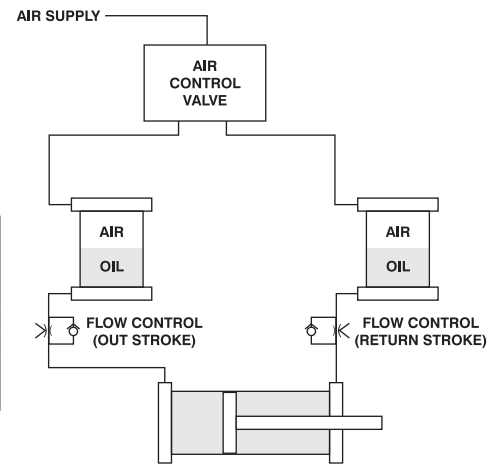 AIR SUPPLY
AIR
CONTROL
VALVE
AIR
OIL
AIR
OIL
FLOW CONTROL
(OUT STROKE)
FLOW CONTROL
(RETURN STROKE)